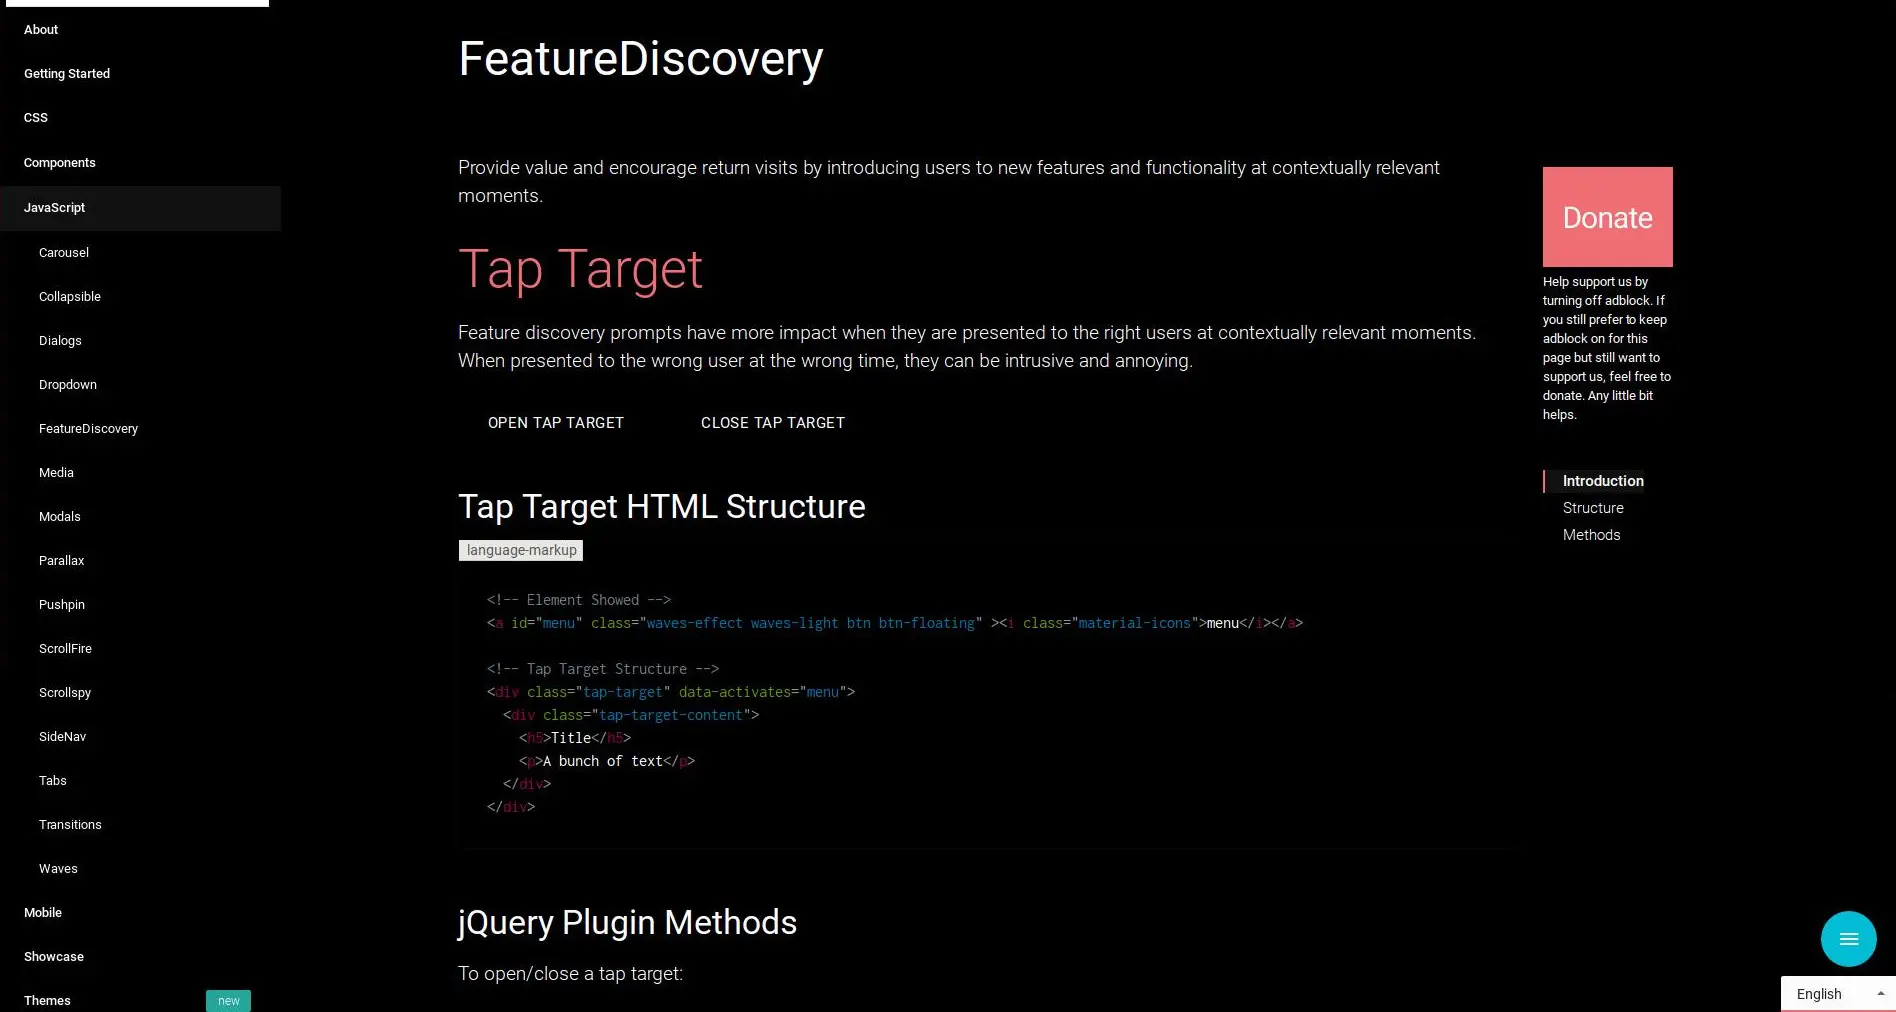 About
Getting Started
CSS
Components
JavaScript
Carousel
Collapsible
Dialogs
Dropdown
FeatureDiscovery
Media
Modals
Parallax
Pushpin
ScrollFire
Scrollspy
SideNav
Tabs
Transitions
Waves
Mobile
Showcase
Themes
new
FeatureDiscovery
Provide value and encourage return visits by introducing users to new features and functionality at contextually relevant
moments.
Tap Target
Feature discovery prompts have more impact when they are presented to the right users at contextually relevant moments.
When presented to the wrong user at the wrong time, they can be intrusive and annoying.
OPEN TAP TARGET
CLOSE TAP TARGET
Tap Target HTML Structure
language-markup
<!-- Element Showed -->
<a id="menu" class="waves-effect waves-light btn btn-floating" ><i class="material-icons">menu</i></a>
<!-- Tap Target Structure -->
<div class="tap-target" data-activates="menu">
<div class="tap-target-content">
<h5>Title</h5>
<p>A bunch of text</p>
</div>
</div>
jQuery Plugin Methods
To open/close a tap target:
Donate
Help support us by
turning off adblock. If
you still prefer to keep
adblock on for this
page but still want to
support us, feel free to
donate. Any little bit
helps.
Introduction
Structure
Methods
English